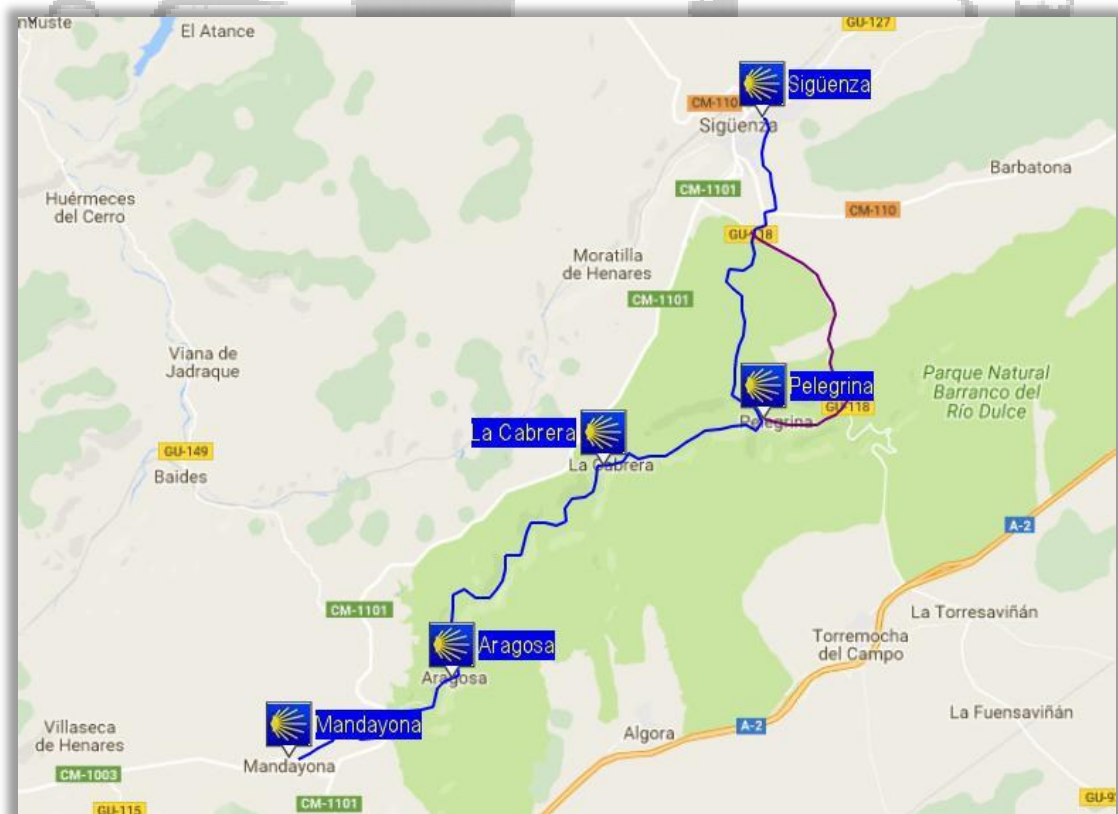 El Atance
GU-127
Sigüenza
CM-110
Sigüenza
Barbatona
CM-1101
Huérmeces
del Cerro
CM-110
GU-118
Moratilla
de Henares
CM-1101
Viana de
Jadraque
Parque Natural
Barranco del
Río Dulce
Pelegrina
GU-118
Pelegrina
La Cabrera
La Cabrera
GU-149
Baides
A-2
CM-1101
La Torresaviñán
Torremocha
del Campo
Aragosa
Aragosa
Mandayona
La Fuensaviñán
Villaseca
de Henares
Algora
A-2
Mandayona
CM-1003
CM-1101
GU-115